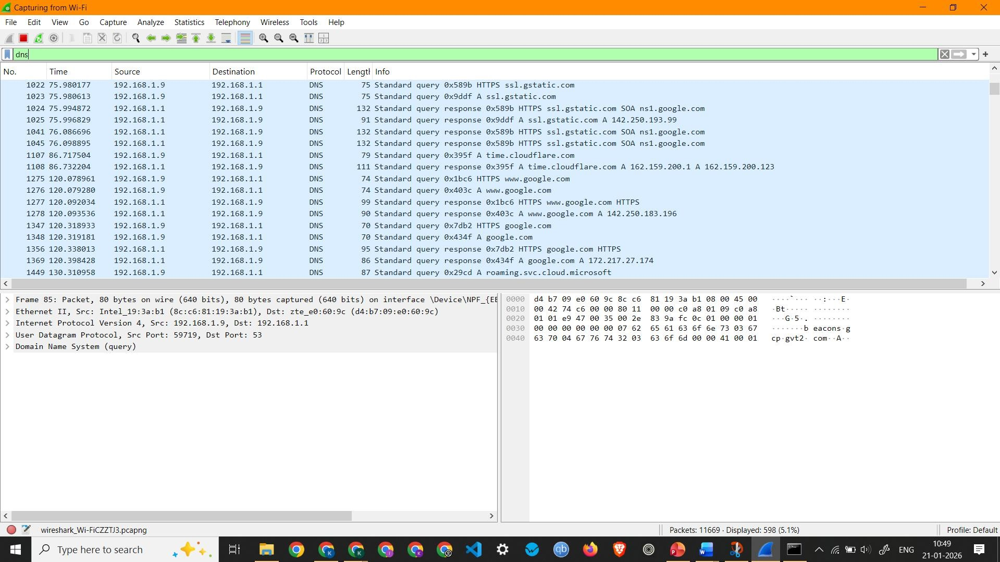 Capturing from Wi-Fi
File Edit View Go Capture Analyze Statistics Telephony Wireless Tools Help
dns
No. Time Source Destination Protocol Length Info
1022 75.980177 192.168.1.9 192.168.1.1 DNS 75 Standard query 0x589b HTTPS ssl.gstatic.com
1023 75.980613 192.168.1.9 192.168.1.1 DNS 75 Standard query 0x9ddf A ssl.gstatic.com
1024 75.994872 192.168.1.1 192.168.1.9 DNS 132 Standard query response 0x589b HTTPS ssl.gstatic.com SOA ns1.google.com
1025 75.996829 192.168.1.1 192.168.1.9 DNS 91 Standard query response 0x9ddf A ssl.gstatic.com A 142.250.193.99
1041 76.086696 192.168.1.1 192.168.1.9 DNS 132 Standard query response 0x589b HTTPS ssl.gstatic.com SOA ns1.google.com
1045 76.098895 192.168.1.1 192.168.1.9 DNS 132 Standard query response 0x589b HTTPS ssl.gstatic.com SOA ns1.google.com
1107 86.717504 192.168.1.9 192.168.1.1 DNS 79 Standard query 0x395f A time.cloudflare.com
1108 86.732204 192.168.1.1 192.168.1.9 DNS 111 Standard query response 0x395f A time.cloudflare.com A 162.159.200.1 A 162.159.200.123
1275 120.078961 192.168.1.9 192.168.1.1 DNS 74 Standard query 0x1bc6 HTTPS www.google.com
1276 120.079280 192.168.1.9 192.168.1.1 DNS 74 Standard query 0x403c A www.google.com
1277 120.092034 192.168.1.1 192.168.1.9 DNS 99 Standard query response 0x1bc6 HTTPS www.google.com HTTPS
1278 120.093536 192.168.1.1 192.168.1.9 DNS 90 Standard query response 0x403c A www.google.com A 142.250.183.196
1347 120.318933 192.168.1.9 192.168.1.1 DNS 70 Standard query 0x7db2 HTTPS google.com
1348 120.319181 192.168.1.9 192.168.1.1 DNS 70 Standard query 0x434f A google.com
1356 120.338013 192.168.1.1 192.168.1.9 DNS 95 Standard query response 0x7db2 HTTPS google.com HTTPS
1369 120.398428 192.168.1.1 192.168.1.9 DNS 86 Standard query response 0x434f A google.com A 172.217.27.174
1449 130.310958 192.168.1.9 192.168.1.1 DNS 87 Standard query 0x29cd A roaming.svc.cloud.microsoft
Frame 85: Packet, 80 bytes on wire (640 bits), 80 bytes captured (640 bits) on interface \Device\NPF_{EE
Ethernet II, Src: Intel_19:3a:b1 (8c:c6:81:19:3a:b1), Dst: zte_e0:60:9c (d4:b7:09:e0:60:9c)
Internet Protocol Version 4, Src: 192.168.1.9, Dst: 192.168.1.1
User Datagram Protocol, Src Port: 59719, Dst Port: 53
Domain Name System (query)
0000 d4 b7 09 e0 60 9c 8c c6 81 19 3a b1 08 00 45 00 ····`··· ··:···E·
0010 00 42 74 c6 00 00 80 11 00 00 c0 a8 01 09 c0 a8 ·Bt····· ········
0020 01 01 e9 47 00 35 00 2e 83 9a fc 0c 01 00 00 01 ···G·5·. ········
0030 00 00 00 00 00 00 07 62 65 61 63 6f 6e 73 03 67 ·······b eacons·g
0040 63 70 04 67 76 74 32 03 63 6f 6d 00 00 41 00 01 cp·gvt2· com··A··
wireshark_Wi-FiCZZTJ3.pcapng Packets: 11669 · Displayed: 598 (5.1%) Profile: Default
Type here to search ENG 10:49
21-01-2026